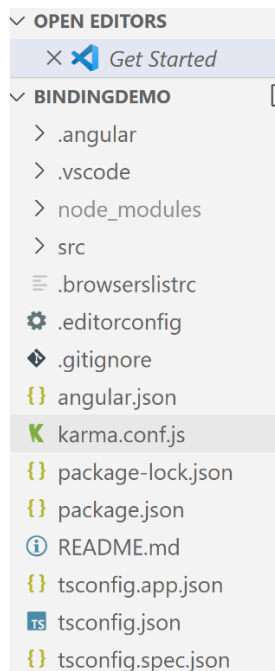 OPEN EDITORS
Get Started
BINDINGDEMO
.angular
.vscode
node_modules
src
.browserslistrc
.editorconfig
.gitignore
angular.json
karma.conf.js
package-lock.json
package.json
README.md
tsconfig.app.json
tsconfig.json
tsconfig.spec.json